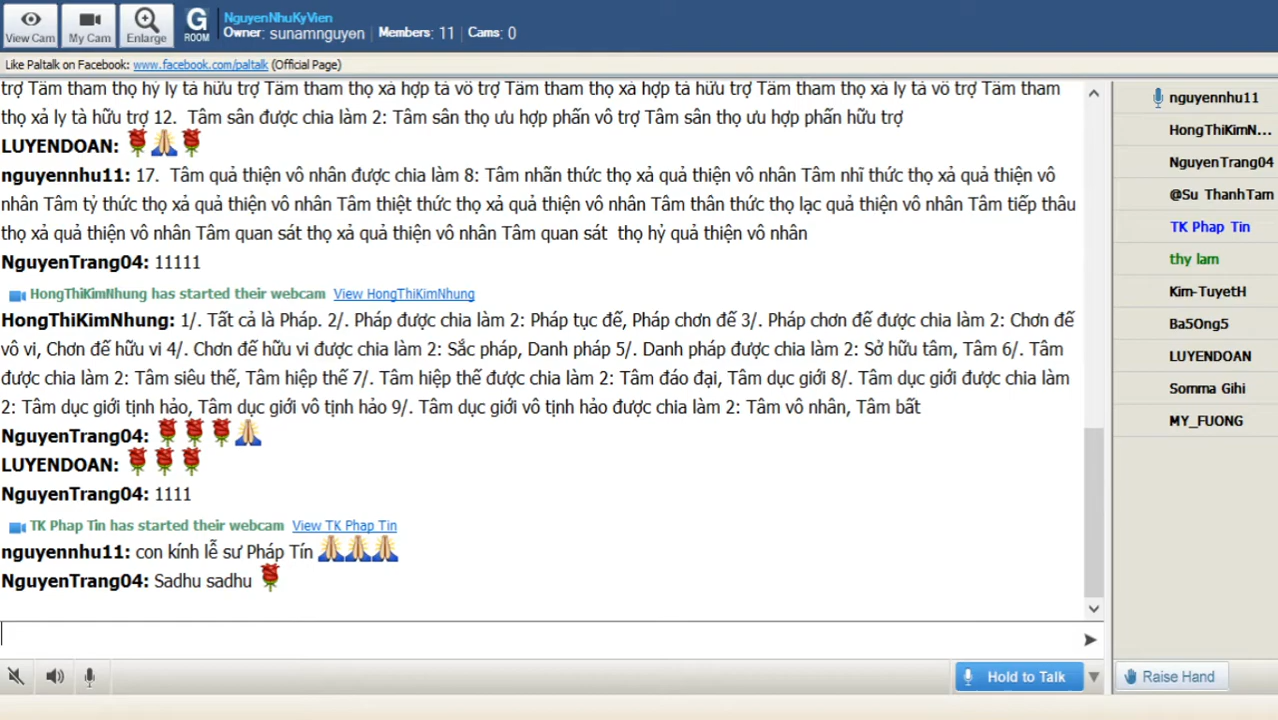 View Cam
My Cam
Enlarge
G
ROOM
NguyenNhuKyVien
Owner: sunamnguyen | Members: 11 | Cams: 0
Like Paltalk on Facebook: www.facebook.com/paltalk (Official Page)
trợ Tâm tham thọ hỷ ly tà hữu trợ Tâm tham thọ xả hợp tà vô trợ Tâm tham thọ xả hợp tà hữu trợ Tâm tham thọ xả ly tà vô trợ Tâm tham
thọ xả ly tà hữu trợ 12. Tâm sân được chia làm 2: Tâm sân thọ ưu hợp phấn vô trợ Tâm sân thọ ưu hợp phấn hữu trợ
LUYENDOAN:
nguyennhu11: 17. Tâm quả thiện vô nhân được chia làm 8: Tâm nhãn thức thọ xả quả thiện vô nhân Tâm nhĩ thức thọ xả quả thiện vô
nhân Tâm tỷ thức thọ xả quả thiện vô nhân Tâm thiệt thức thọ xả quả thiện vô nhân Tâm thân thức thọ lạc quả thiện vô nhân Tâm tiếp thâu
thọ xả quả thiện vô nhân Tâm quan sát thọ xả quả thiện vô nhẫn Tâm quan sát thọ hỷ quả thiện vô nhân
NguyenTrang04: 11111
HongThiKimNhung has started their webcam View HongThiKimNhung
HongThiKimNhung: 1/. Tất cả là Pháp. 2/. Pháp được chia làm 2: Pháp tục đế, Pháp chơn đế 3/. Pháp chơn đế được chia làm 2: Chơn đế
vô vi, Chơn đế hữu vi 4/. Chơn đế hữu vi được chia làm 2: Sắc pháp, Danh pháp 5/. Danh pháp được chia làm 2: Sở hữu tâm, Tâm 6/. Tâm
được chia làm 2: Tâm siêu thế, Tâm hiệp thế 7/. Tâm hiệp thế được chia làm 2: Tâm đáo đại, Tâm dục giới 8/. Tâm dục giới được chia làm
2: Tâm dục giới tịnh hảo, Tâm dục giới vô tịnh hảo 9/. Tâm dục giới vô tịnh hảo được chia làm 2: Tâm vô nhân, Tâm bất
NguyenTrang04:
LUYENDOAN:
NguyenTrang04: 1111
TK Phap Tin has started their webcam View TK Phap Tin
nguyennhu11: con kính lễ sư Pháp Tín
NguyenTrang04: Sadhu sadhu
Hold to Talk
nguyennhu11
HongThiKimN...
NguyenTrang04
@Su ThanhTam
TK Phap Tin
thy lam
Kim-TuyetH
Ba5Ong5
LUYENDOAN
Somma Gihi
MY_FUONG
Raise Hand